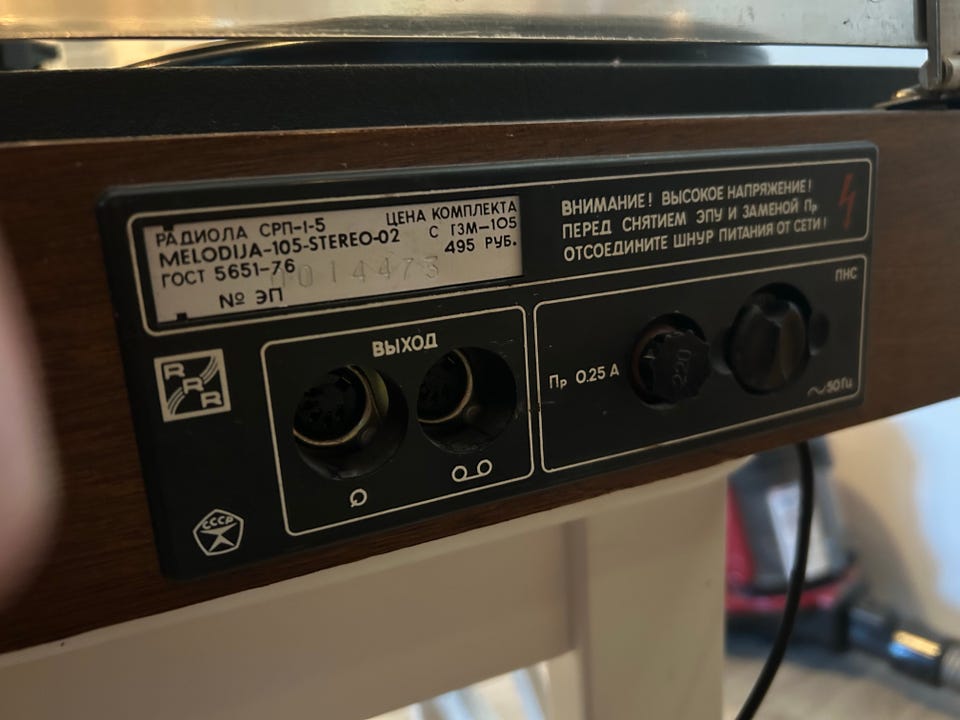 РАДИОЛА СРП-1-5
MELODIJA-105-STEREO-02
ГОСТ 5651-76
ЦЕНА КОМПЛЕКТА
С ГЗМ-105
495 РУБ.
№ ЭП
0014473
ВНИМАНИЕ! ВЫСОКОЕ НАПРЯЖЕНИЕ!
ПЕРЕД СНЯТИЕМ ЭПУ И ЗАМЕНОЙ Пр
ОТСОЕДИНИТЕ ШНУР ПИТАНИЯ ОТ СЕТИ!
RRR
СССР
ВЫХОД
Пр 0.25 А
220
ПНС
~50Гц